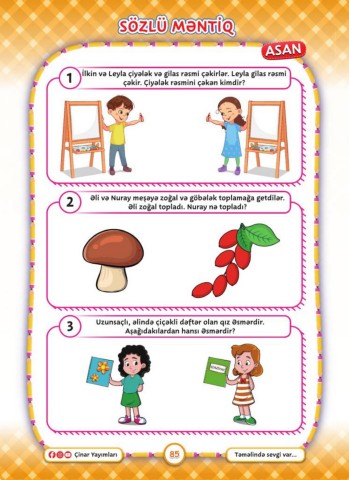 SÖZLÜ MƏNTİQ
ASAN
1
İlkin və Leyla çiyələk və gilas rəsmi çəkirlər. Leyla gilas rəsmi
çəkir. Çiyələk rəsmini çəkən kimdir?
2
Əli və Nuray meşəyə zoğal və göbələk toplamağa getdilər.
Əli zoğal topladı. Nuray nə topladı?
3
Uzunsaçlı, əlində çiçəkli dəftər olan qız Əsmərdir.
Aşağıdakılardan hansı Əsmərdir?
Çinar Yayımları
85
Təməlində sevgi var...